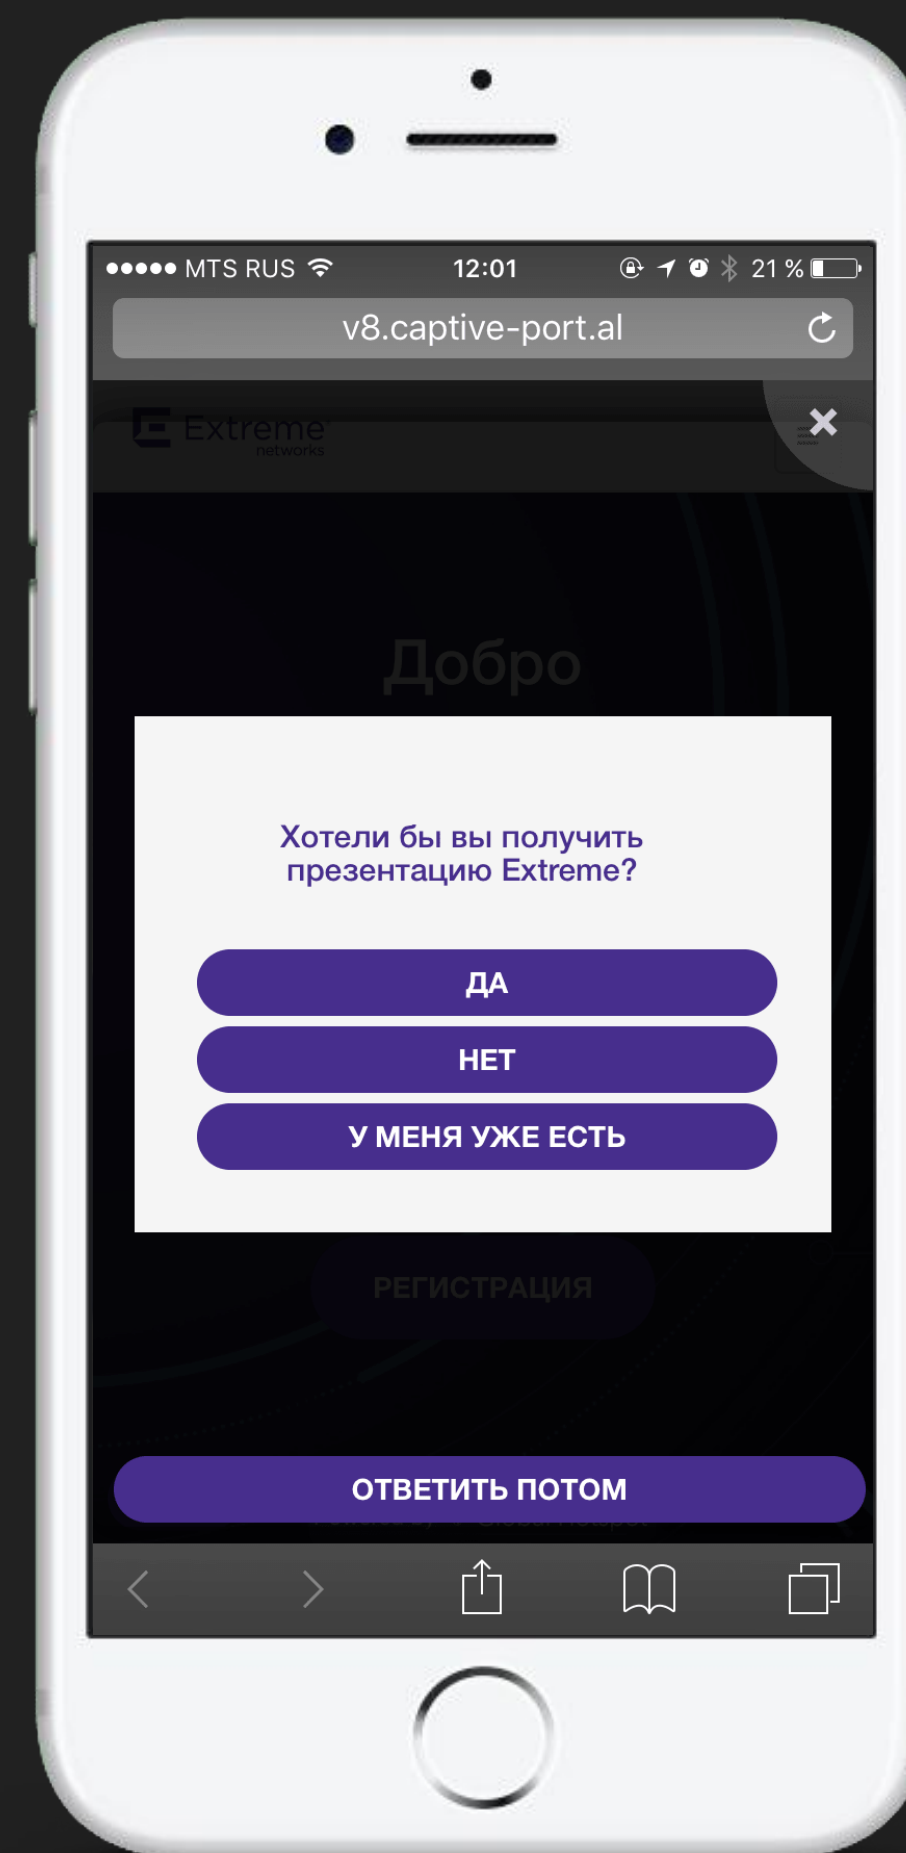 MTS RUS 12:01 21 %
v8.captive-port.al
Extreme
networks
Добро
Хотели бы вы получить
презентацию Extreme?
ДА
НЕТ
У МЕНЯ УЖЕ ЕСТЬ
РЕГИСТРАЦИЯ
ОТВЕТИТЬ ПОТОМ